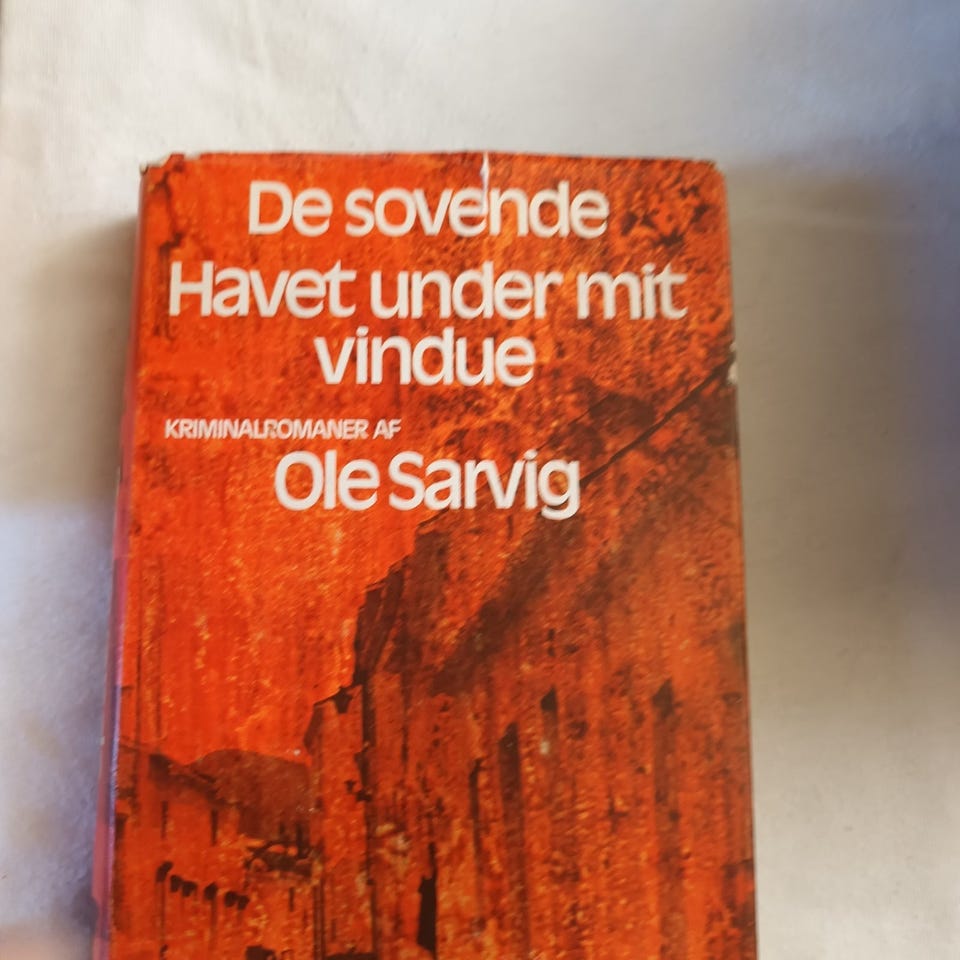 De sovende
Havet under mit
vindue
KRIMINALROMANER AF
Ole Sarvig